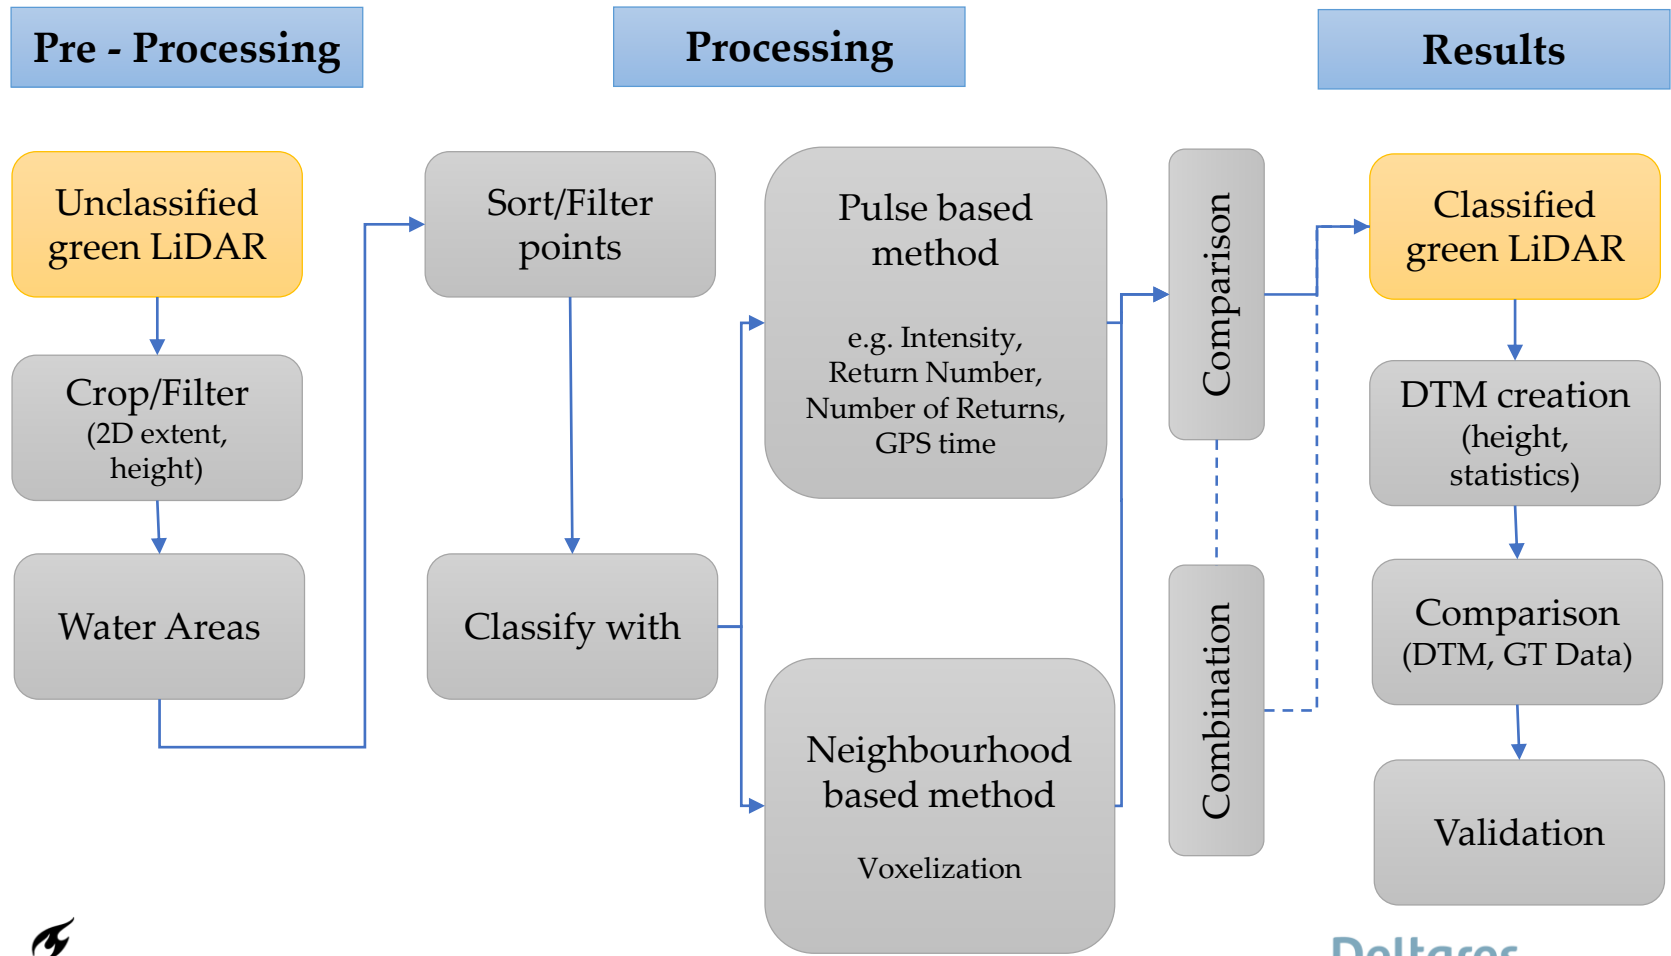 Pre - Processing
Processing
Results
Unclassified
green LiDAR
Crop/Filter
(2D extent,
height)
Water Areas
Sort/Filter
points
Classify with
Pulse based
method
e.g. Intensity,
Return Number,
Number of Returns,
GPS time
Neighbourhood
based method
Voxelization
Comparison
Combination
Classified
green LiDAR
DTM creation
(height,
statistics)
Comparison
(DTM, GT Data)
Validation
Deltares